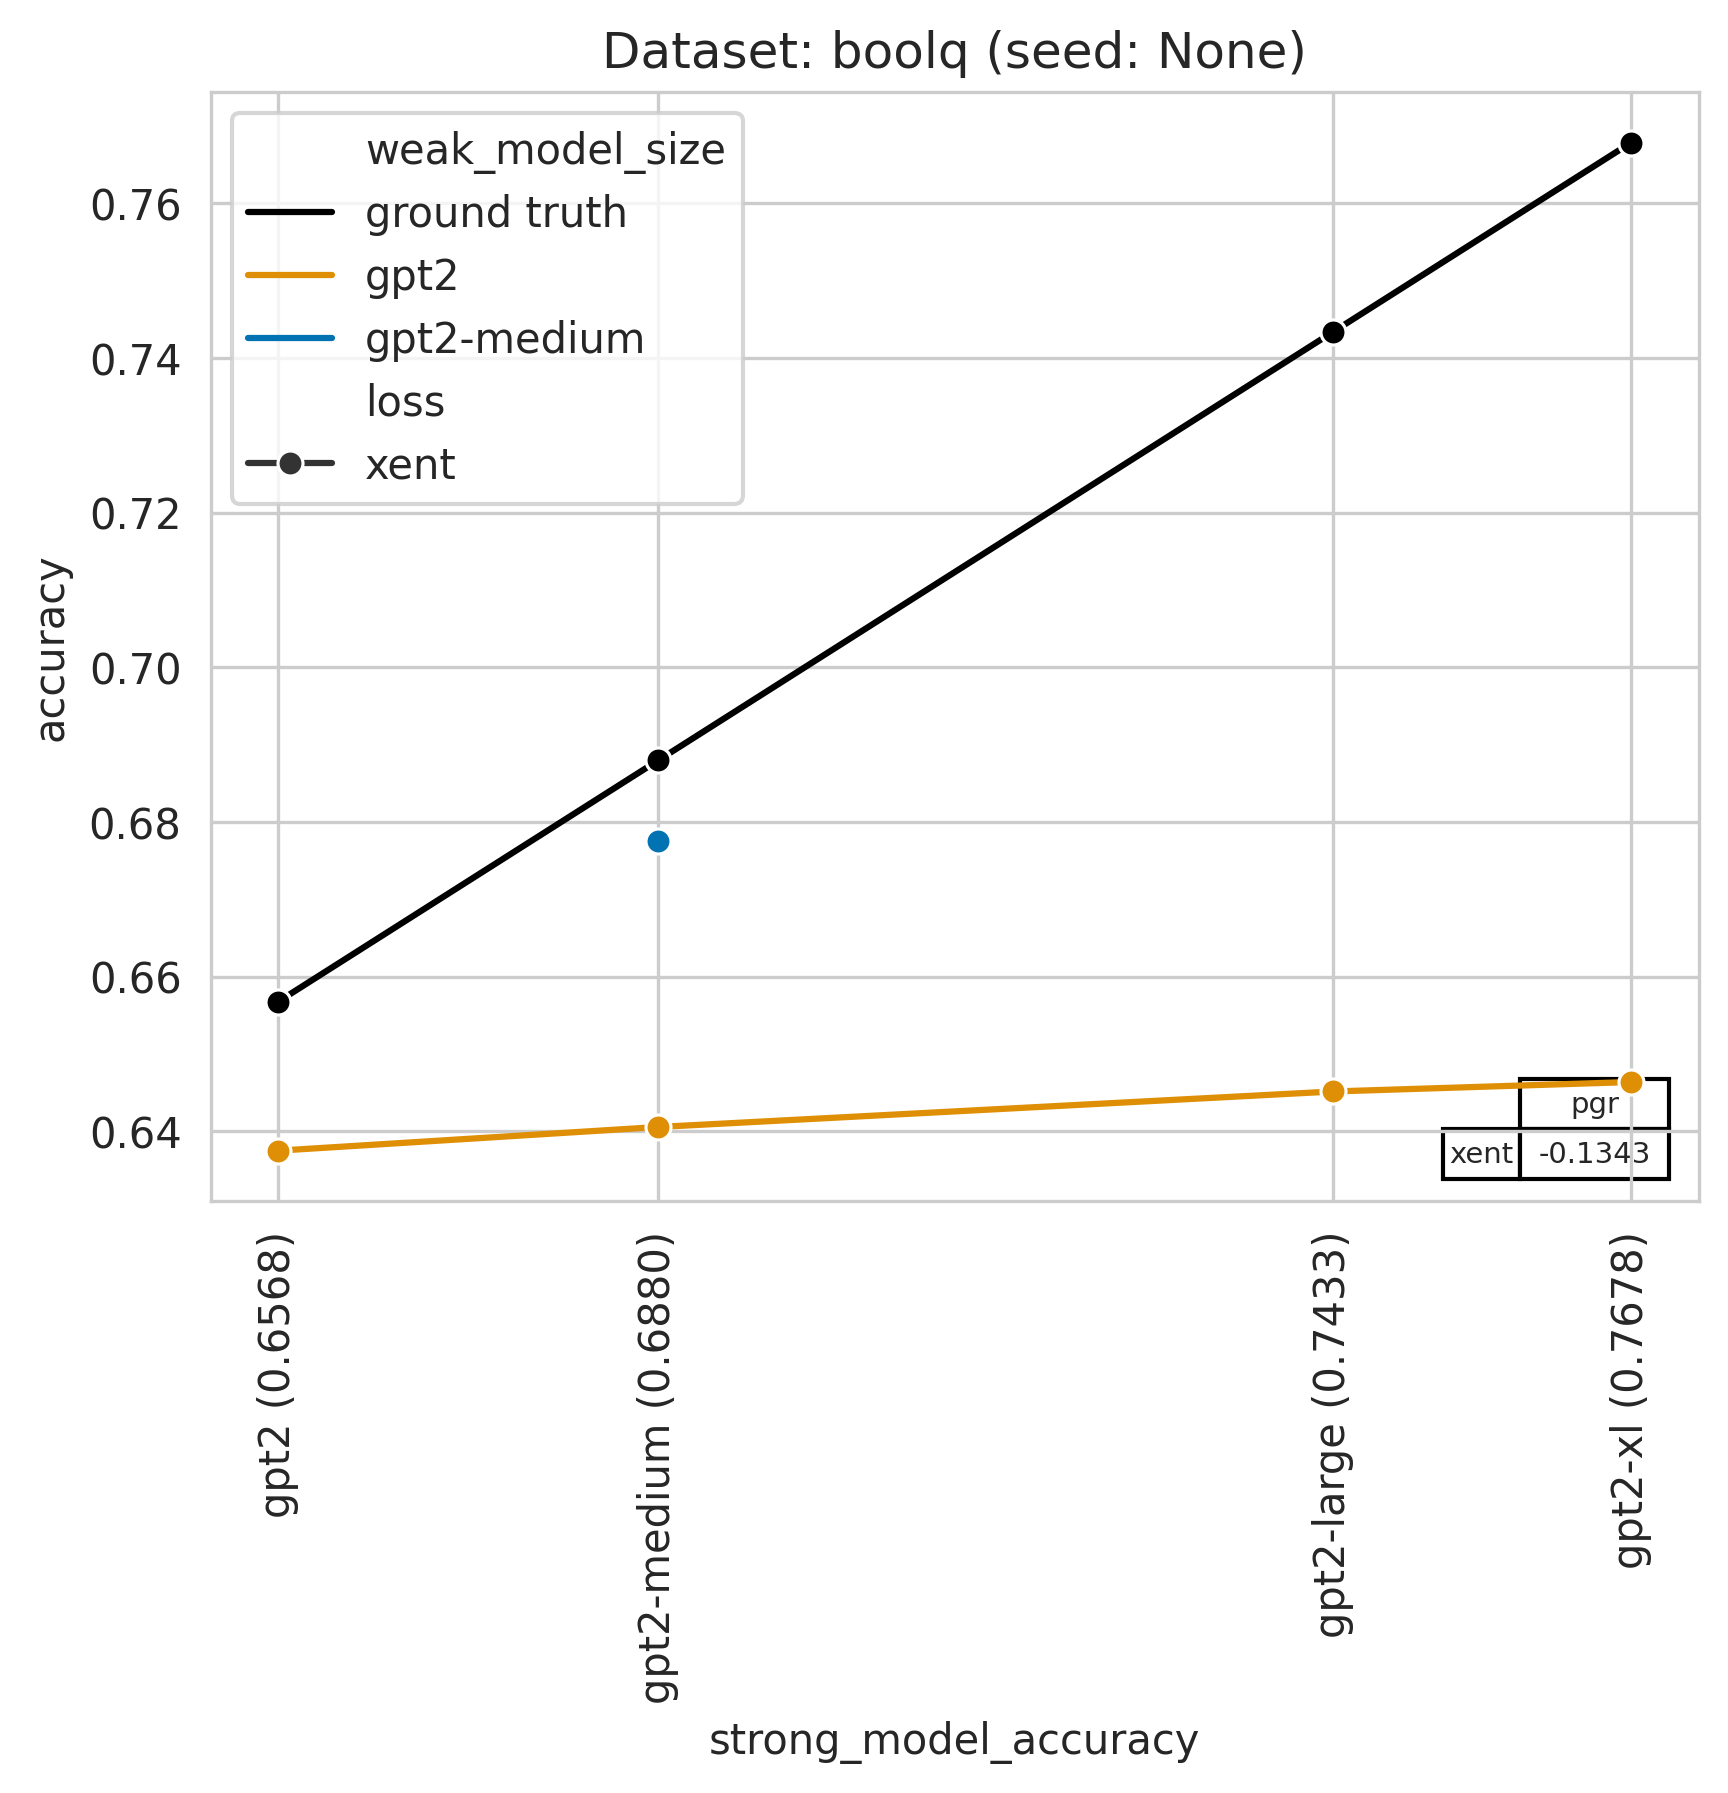 Dataset: boolq (seed: None)
weak_model_size
ground truth
gpt2
gpt2-medium
loss
xent
0.76
0.74
0.72
0.70
0.68
0.66
0.64
accuracy
pgr
xent -0.1343
gpt2 (0.6568)
gpt2-medium (0.6880)
gpt2-large (0.7433)
gpt2-xl (0.7678)
strong_model_accuracy